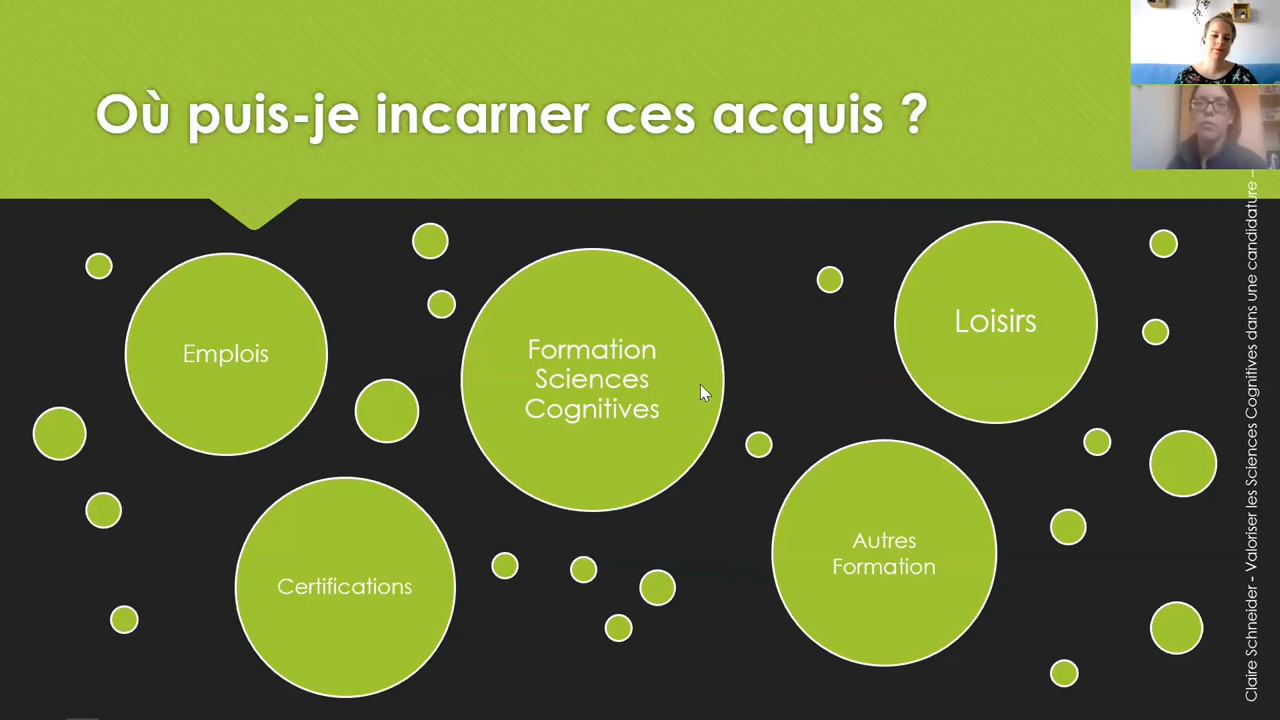 Où puis-je incarner ces acquis ?
Emplois
Formation
Sciences
Cognitives
Loisirs
Certifications
Autres
Formation
Claire Schneider - Valoriser les Sciences Cognitives dans une candidature –